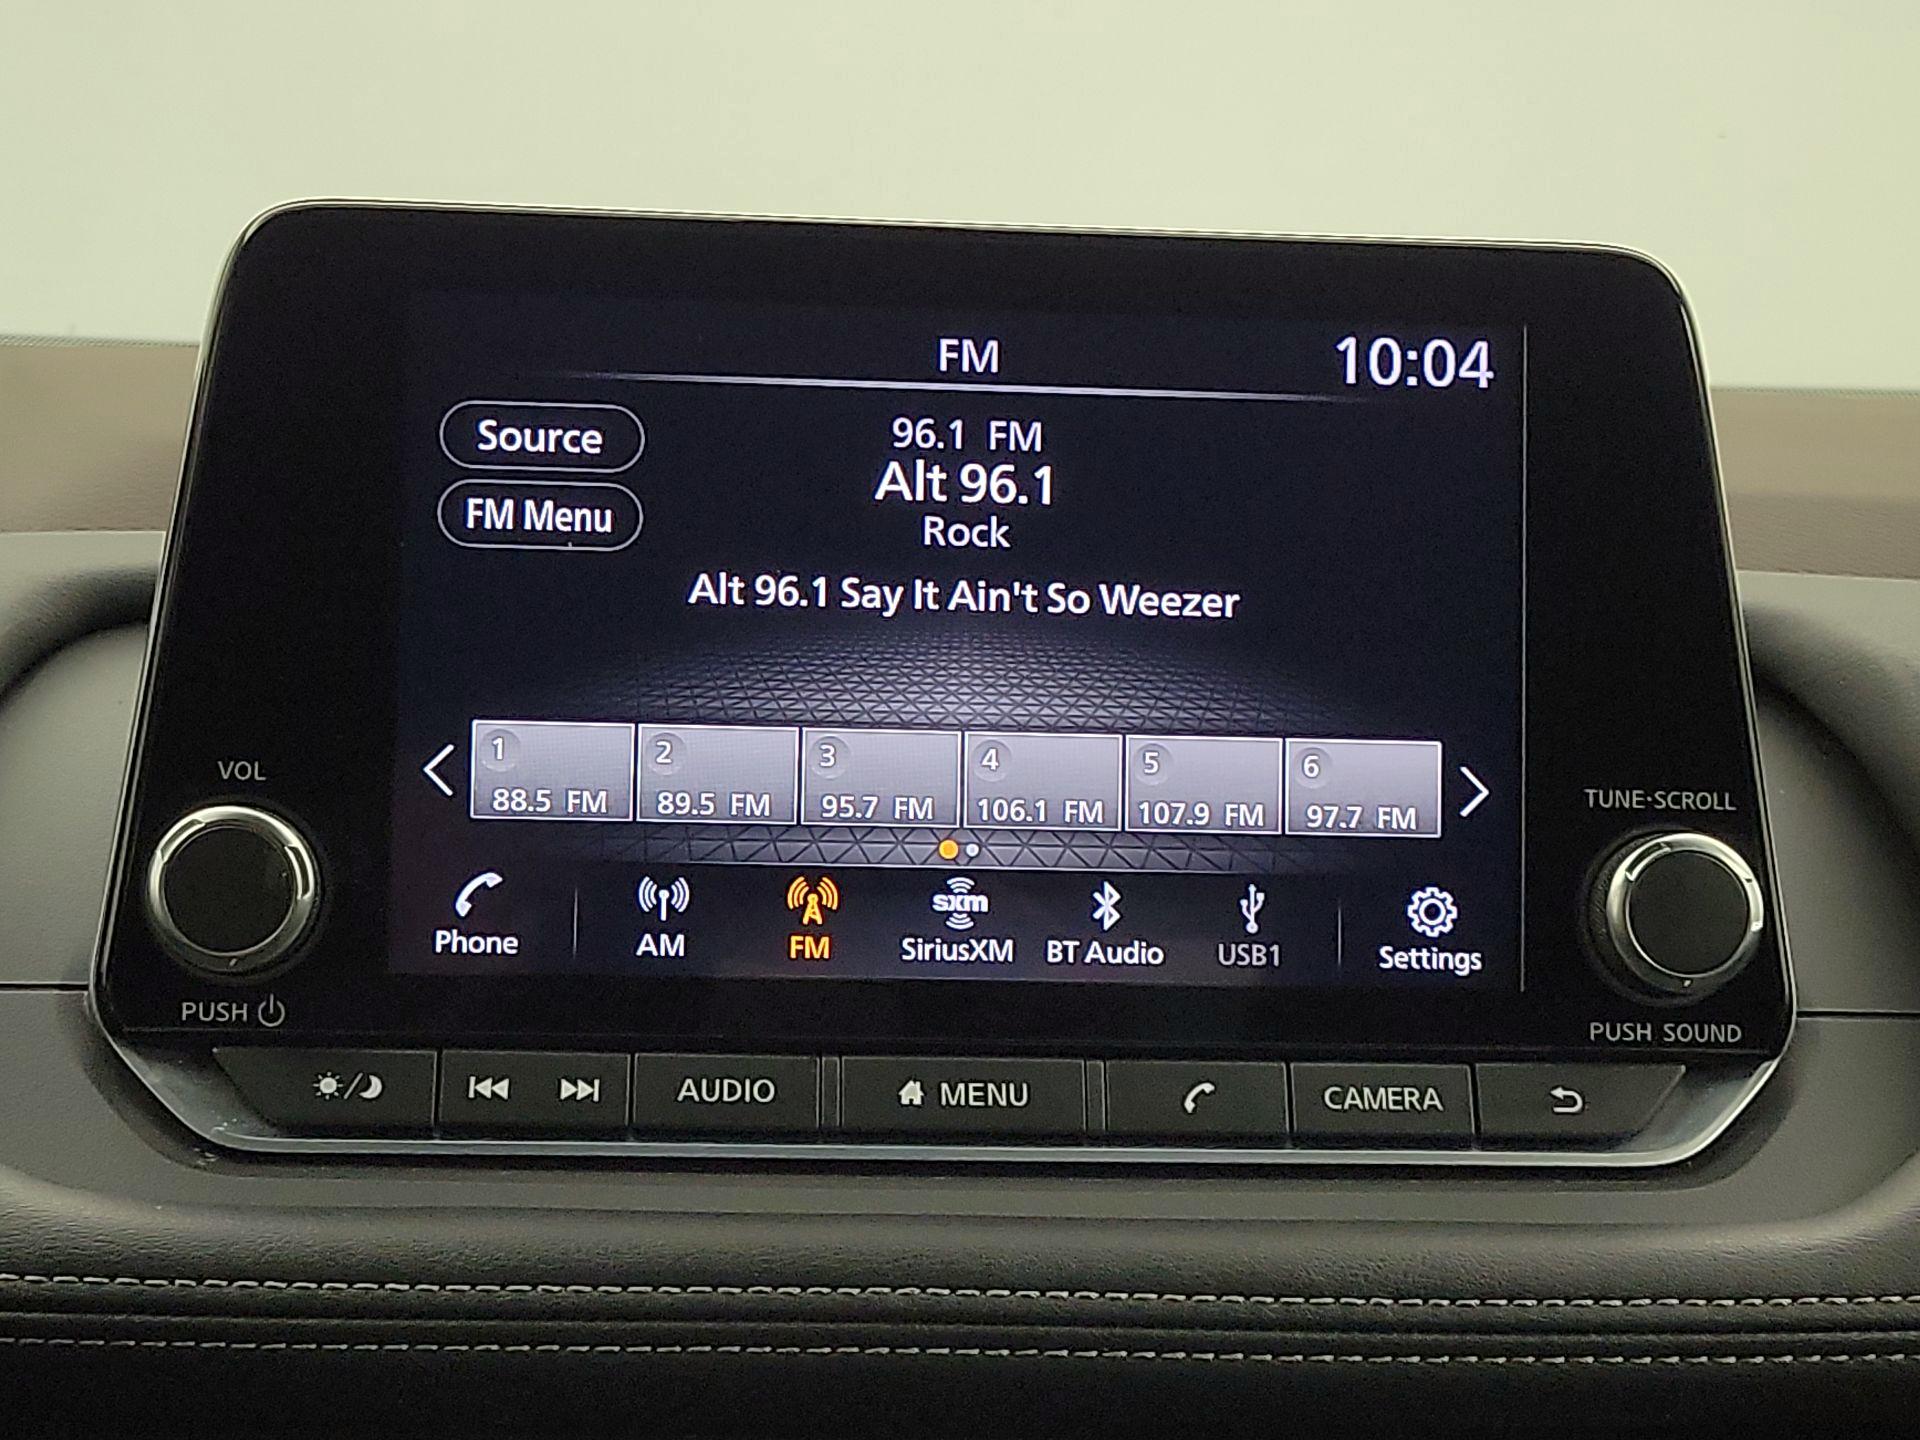 FM
10:04
Source
FM Menu
96.1 FM
Alt 96.1
Rock
Alt 96.1 Say It Ain't So Weezer
1
88.5 FM
2
89.5 FM
3
95.7 FM
4
106.1 FM
5
107.9 FM
6
97.7 FM
Phone
AM
FM
sxm
SiriusXM
BT Audio
USB1
Settings
VOL
PUSH
TUNE·SCROLL
PUSH SOUND
AUDIO
MENU
CAMERA